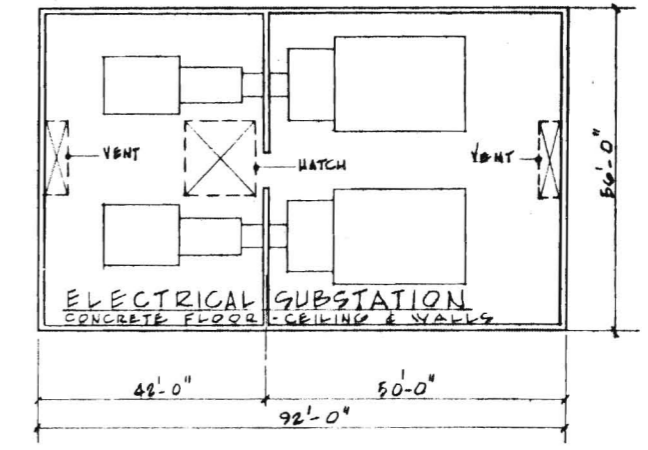 VENT
HATCH
VENT
56'-0"
ELECTRICAL SUBSTATION
CONCRETE FLOOR - CEILING & WALLS
42'-0"
50'-0"
92'-0"